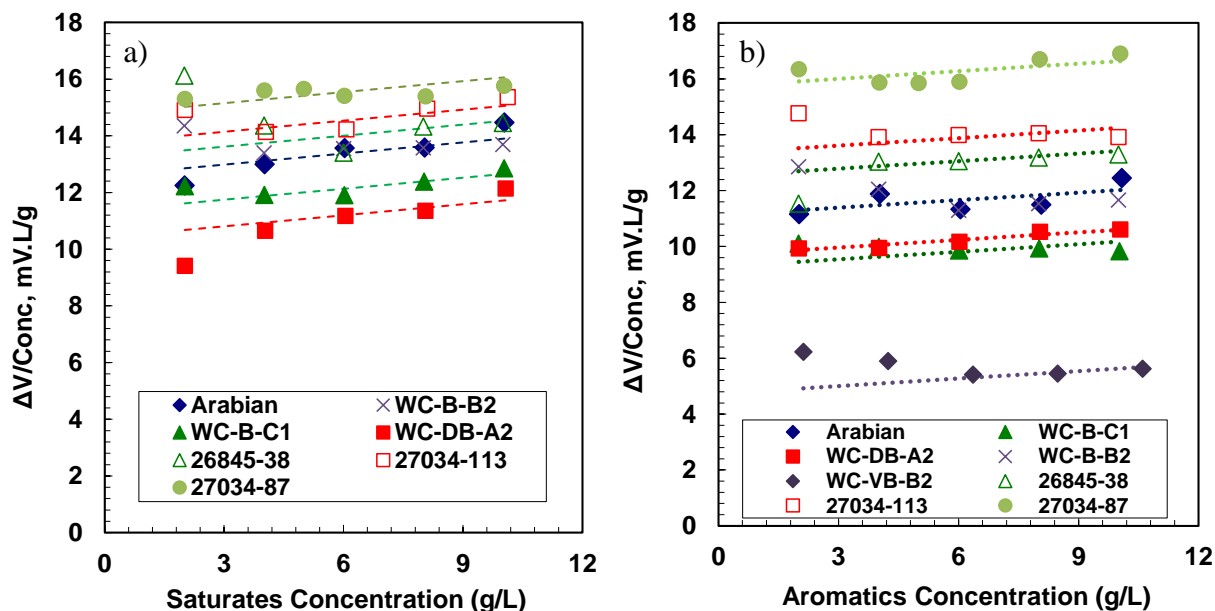 a)
ΔV/Conc, mV.L/g
18
16
14
12
10
8
6
4
2
0
Arabian WC-B-B2
WC-B-C1 WC-DB-A2
26845-38 27034-113
27034-87
0 3 6 9 12
Saturates Concentration (g/L)
b)
ΔV/Conc, mV.L/g
18
16
14
12
10
8
6
4
2
0
Arabian WC-B-C1
WC-DB-A2 WC-B-B2
WC-VB-B2 26845-38
27034-113 27034-87
0 3 6 9 12
Aromatics Concentration (g/L)